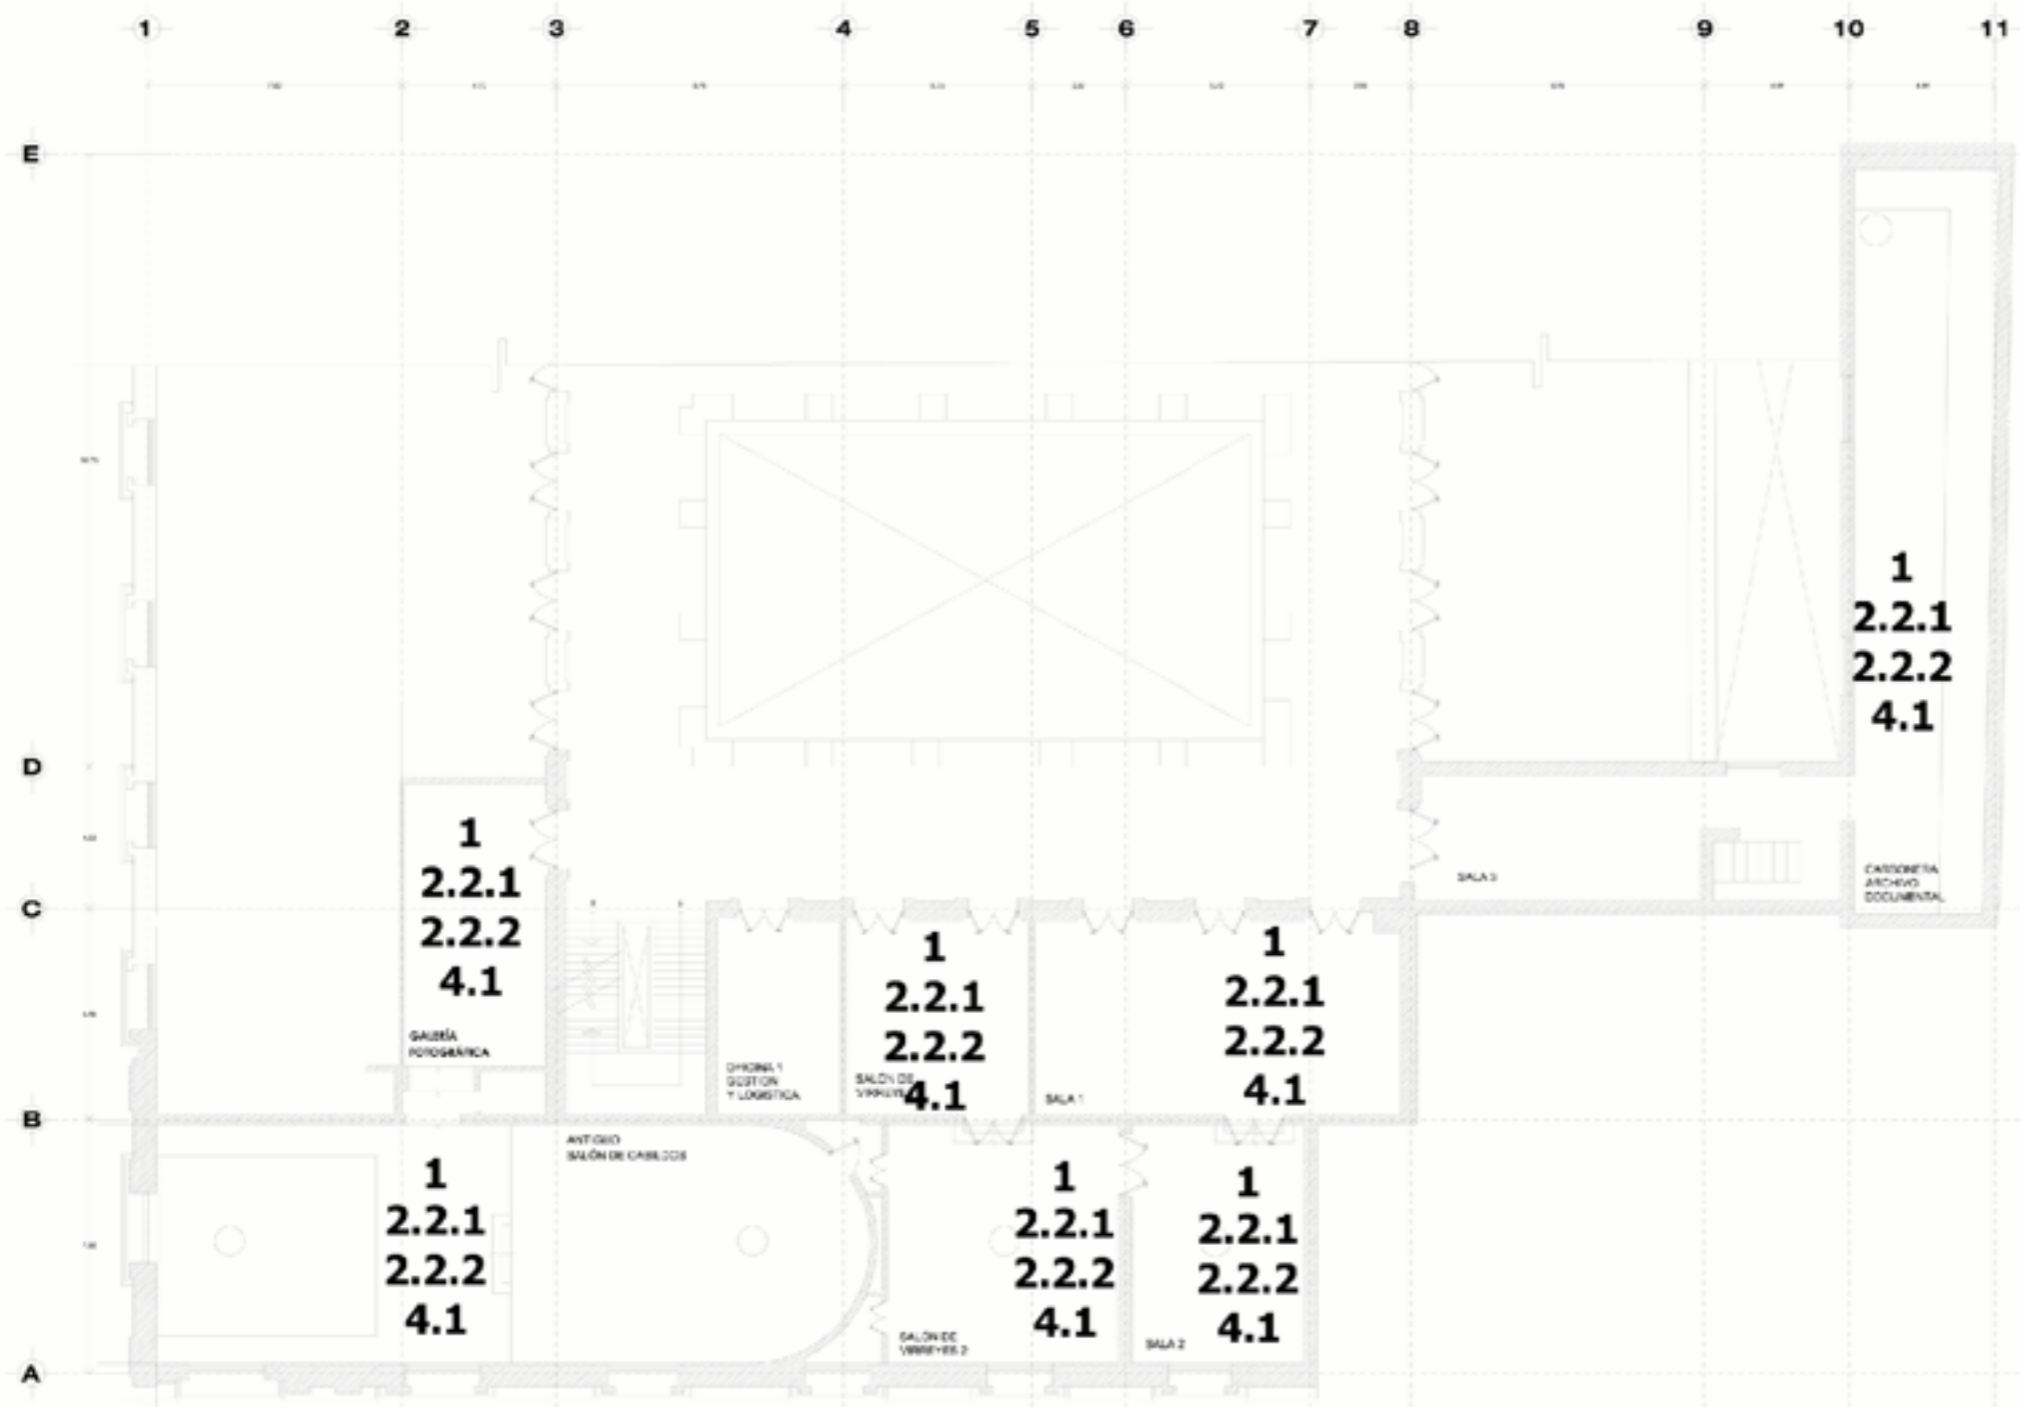 1 2 3 4 5 6 7 8 9 10 11
E
1
2.2.1
2.2.2
4.1
D
1
2.2.1
2.2.2
4.1
GALERÍA
FOTOGRÁFICA
SALA 3
CARBONERA
ARCHIVO
DOCUMENTAL
C
1
2.2.1
2.2.2
4.1
1
2.2.1
2.2.2
4.1
OFICINA 1
GESTION
Y LOGISTICA
SALÓN DE
SALA 1
B
ANTIGUO
SALÓN DE CABILDOS
1
2.2.1
2.2.2
4.1
1
2.2.1
2.2.2
4.1
SALÓN DE
VIRREYES 2
1
2.2.1
2.2.2
4.1
SALA 2
A